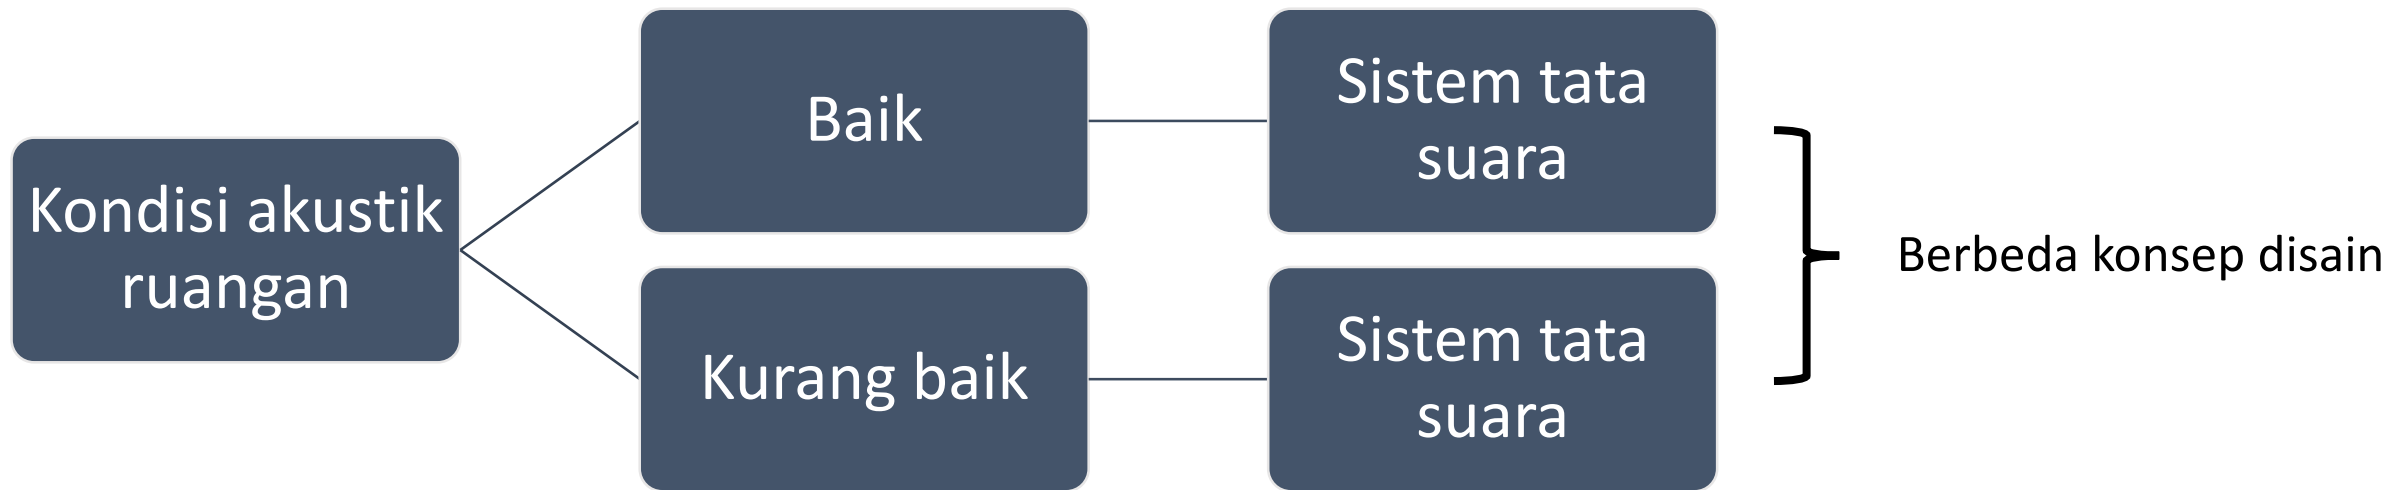 Kondisi akustik
ruangan
Baik
Sistem tata
suara
Kurang baik
Sistem tata
suara
Berbeda konsep disain